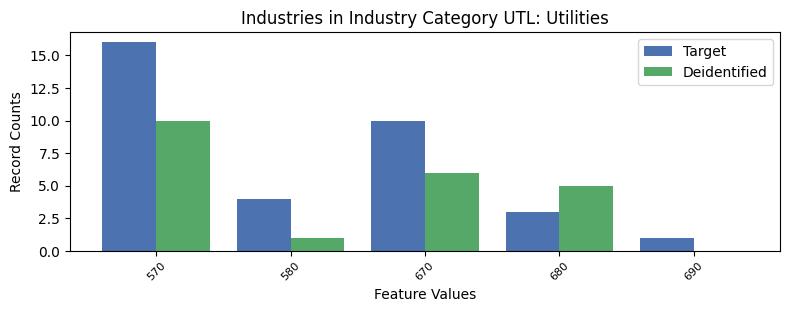 Industries in Industry Category UTL: Utilities
Target
Deidentified
Record Counts
15.0
12.5
10.0
7.5
5.0
2.5
0.0
570
580
670
680
690
Feature Values